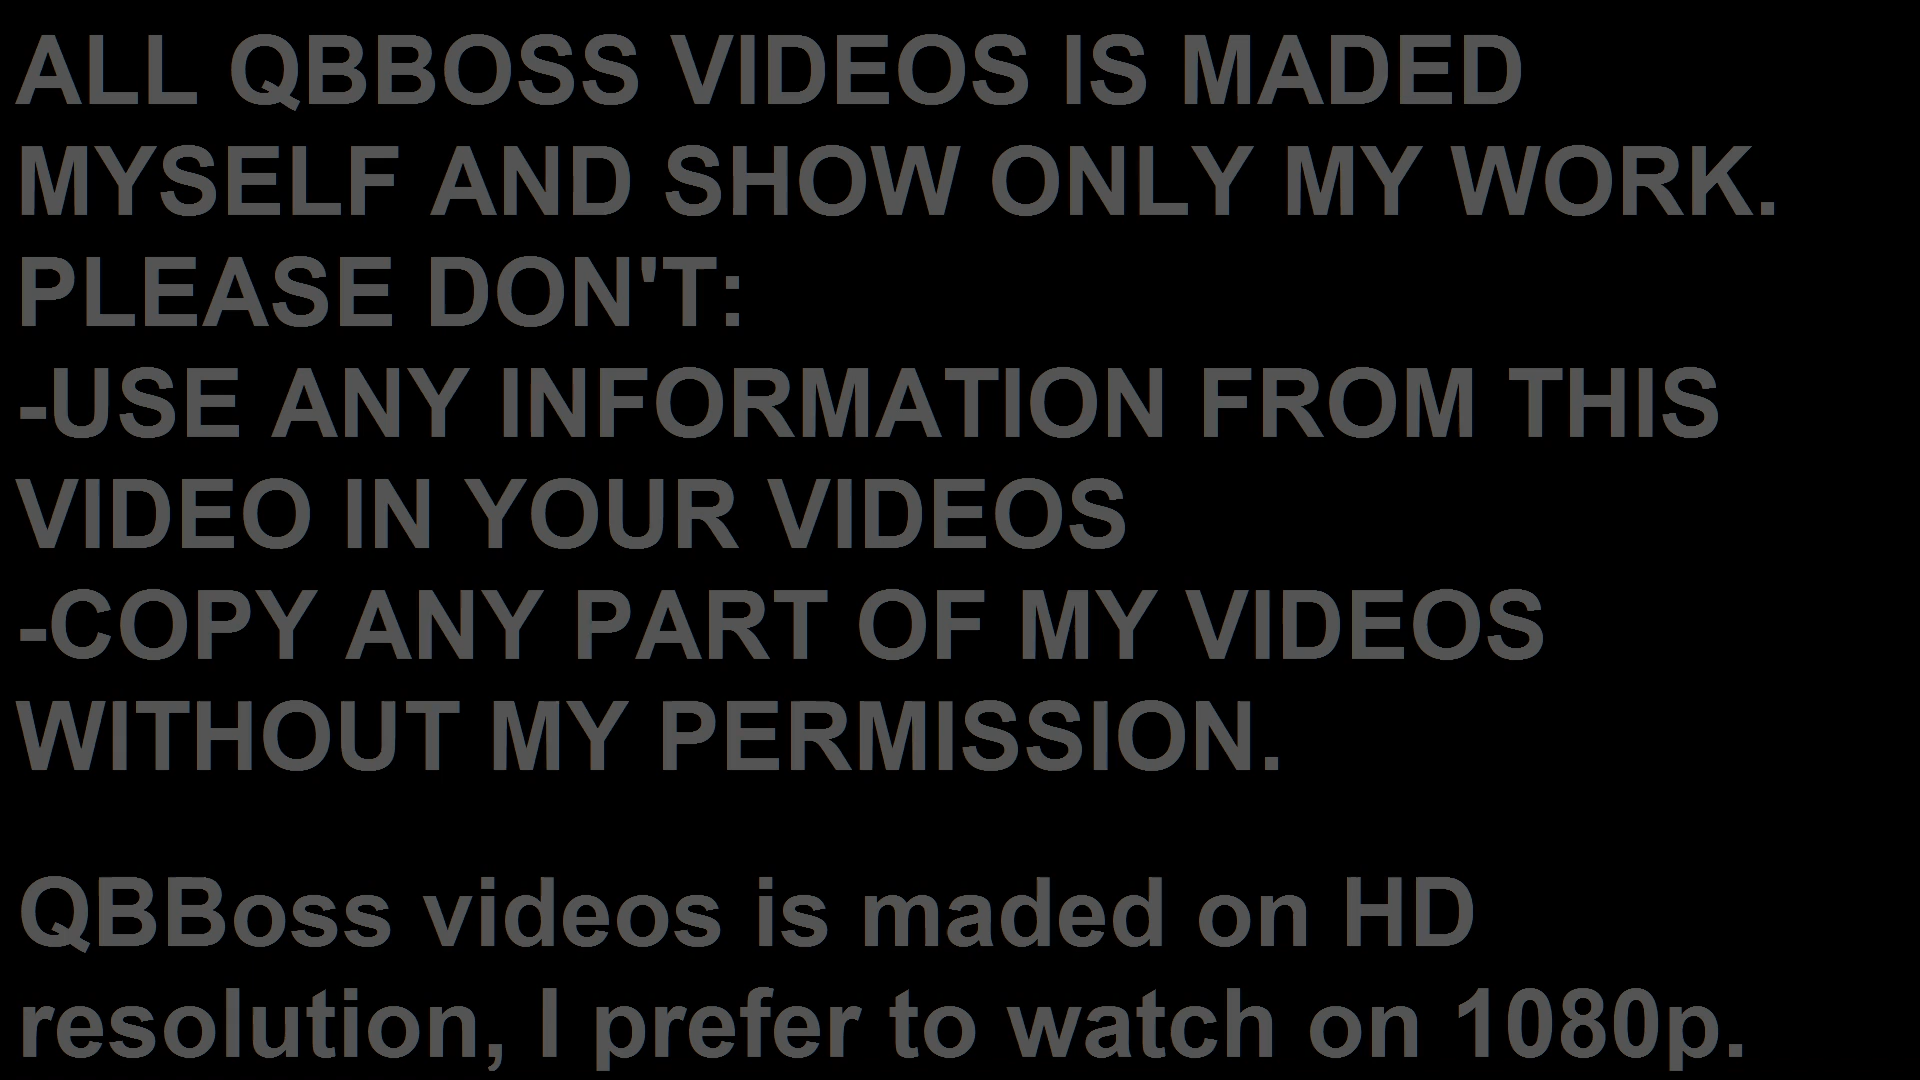 ALL QBBOSS VIDEOS IS MADED
MYSELF AND SHOW ONLY MY WORK.
PLEASE DON'T:
-USE ANY INFORMATION FROM THIS
VIDEO IN YOUR VIDEOS
-COPY ANY PART OF MY VIDEOS
WITHOUT MY PERMISSION.
QBBoss videos is maded on HD
resolution, I prefer to watch on 1080p.